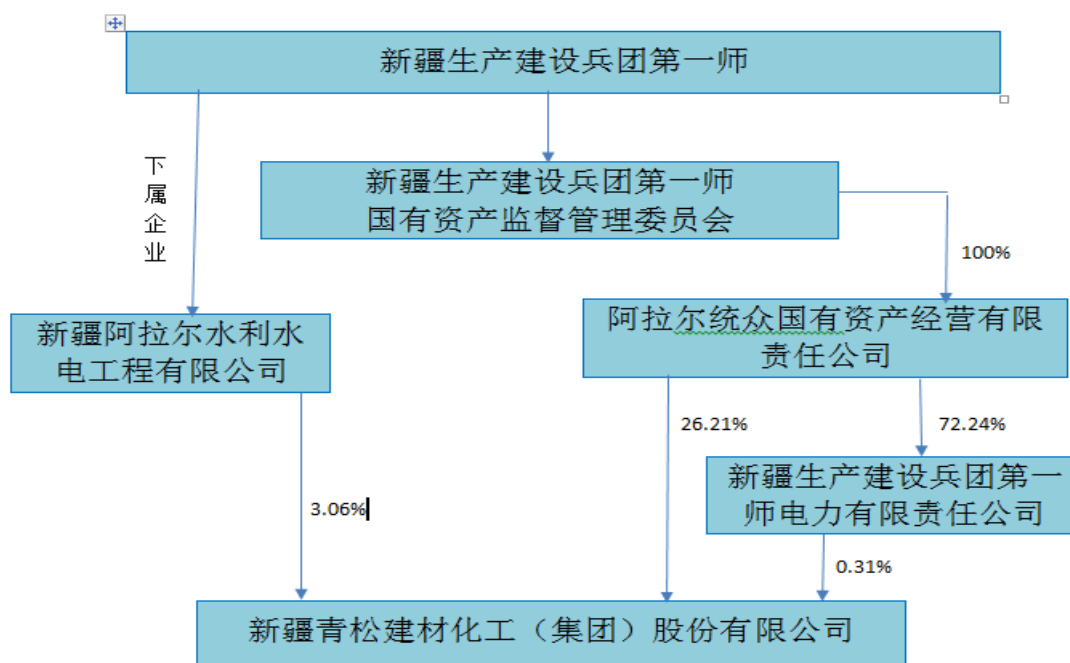 新疆生产建设兵团第一师
下
属
企
业
新疆生产建设兵团第一师
国有资产监督管理委员会
100%
新疆阿拉尔水利水
电工程有限公司
阿拉尔统众国有资产经营有限
责任公司
26.21%
72.24%
新疆生产建设兵团第一
师电力有限责任公司
3.06%
0.31%
新疆青松建材化工（集团）股份有限公司